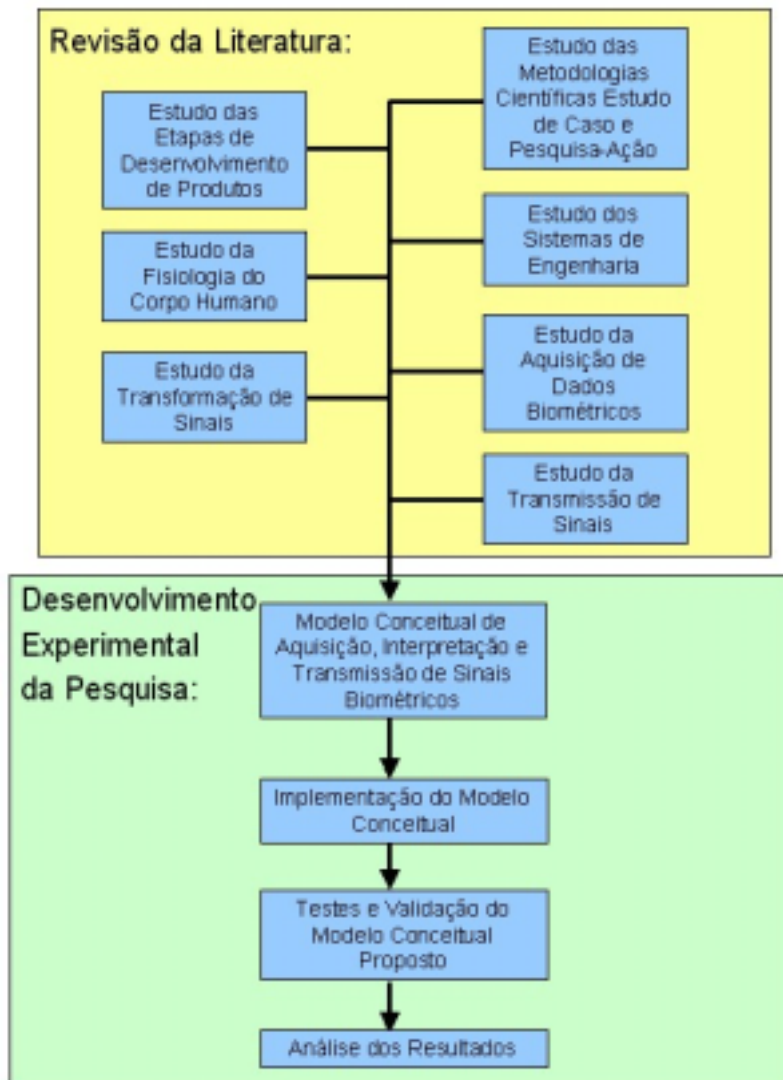 Revisão da Literatura:
Estudo das
Etapas de
Desenvolvimento
de Produtos
Estudo da
Fisiologia do
Corpo Humano
Estudo da
Transformação de
Sinais
Estudo das
Metodologias
Científicas Estudo
de Caso e
Pesquisa-Ação
Estudo dos
Sistemas de
Engenharia
Estudo da
Aquisição de
Dados
Biométricos
Estudo da
Transmissão de
Sinais
Desenvolvimento
Experimental
da Pesquisa:
Modelo Conceitual de
Aquisição, Interpretação e
Transmissão de Sinais
Biométricos
Implementação do Modelo
Conceitual
Testes e Validação do
Modelo Conceitual
Proposto
Análise dos Resultados